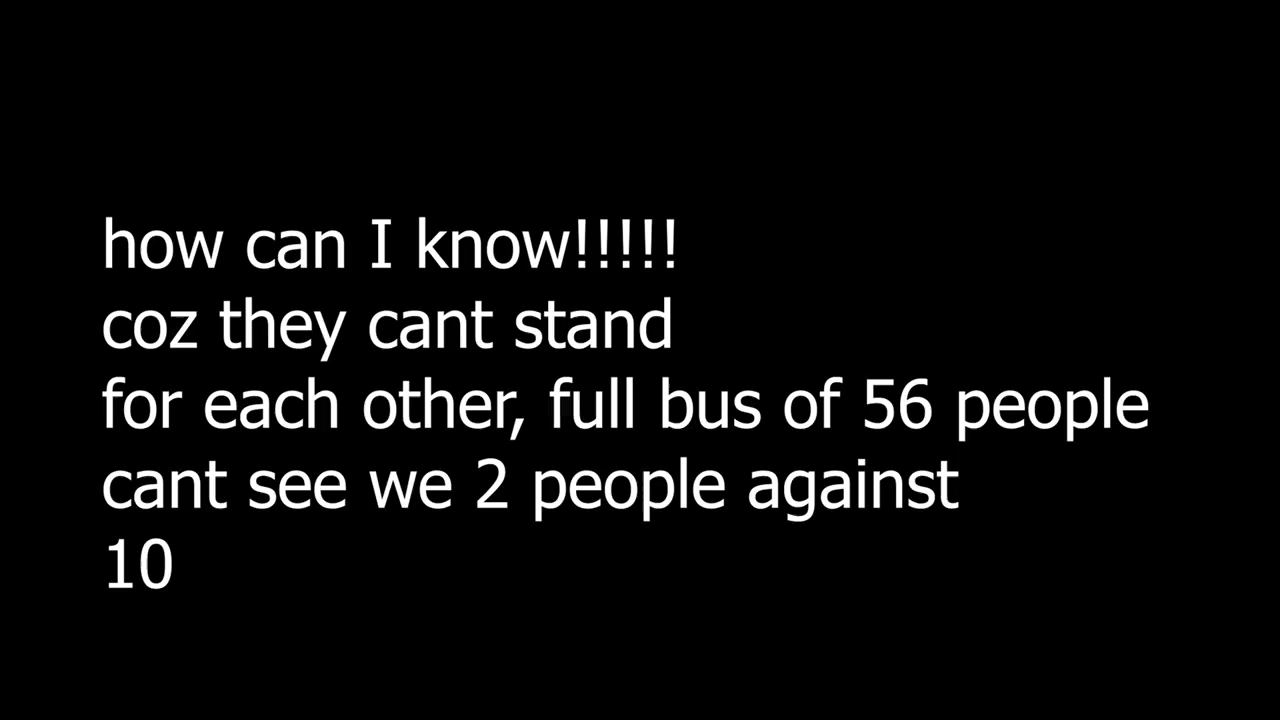 how can I know!!!!!
coz they cant stand
for each other, full bus of 56 people
cant see we 2 people against
10